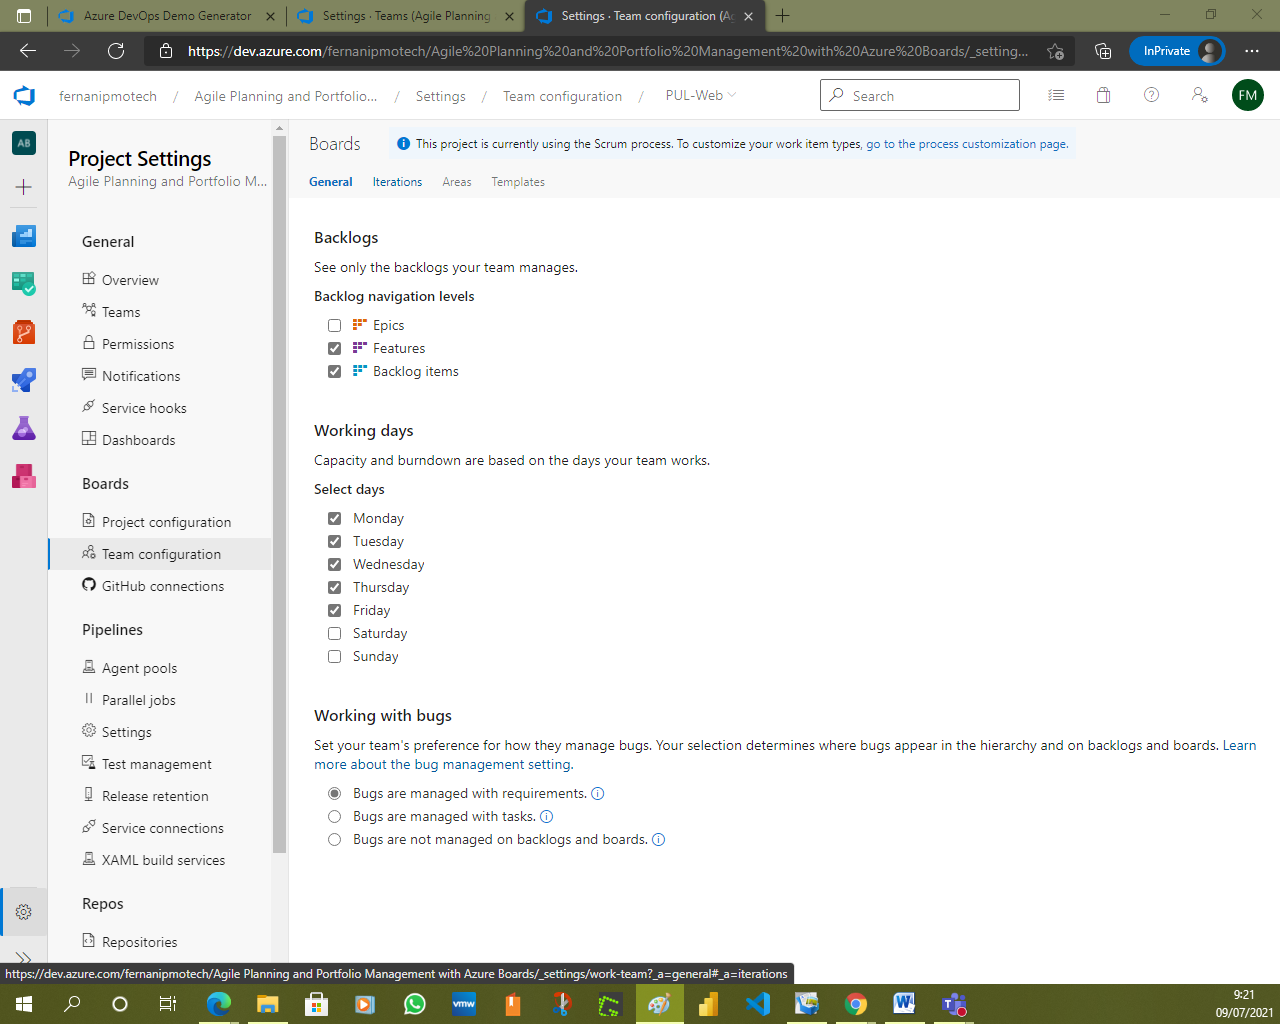 Azure DevOps Demo Generator
Settings · Teams (Agile Planning
Settings · Team configuration (Ag
https://dev.azure.com/fernanipmotech/Agile%20Planning%20and%20Portfolio%20Management%20with%20Azure%20Boards/_setting...
InPrivate
fernanipmotech / Agile Planning and Portfolio... / Settings / Team configuration / PUL-Web
Search
FM
AB
Project Settings
Agile Planning and Portfolio M...
General
Overview
Teams
Permissions
Notifications
Service hooks
Dashboards
Boards
Project configuration
Team configuration
GitHub connections
Pipelines
Agent pools
Parallel jobs
Settings
Test management
Release retention
Service connections
XAML build services
Repos
Repositories
Boards
This project is currently using the Scrum process. To customize your work item types, go to the process customization page.
General Iterations Areas Templates
Backlogs
See only the backlogs your team manages.
Backlog navigation levels
Epics
Features
Backlog items
Working days
Capacity and burndown are based on the days your team works.
Select days
Monday
Tuesday
Wednesday
Thursday
Friday
Saturday
Sunday
Working with bugs
Set your team's preference for how they manage bugs. Your selection determines where bugs appear in the hierarchy and on backlogs and boards. Learn
more about the bug management setting.
Bugs are managed with requirements.
Bugs are managed with tasks.
Bugs are not managed on backlogs and boards.
https://dev.azure.com/fernanipmotech/Agile Planning and Portfolio Management with Azure Boards/_settings/work-team?_a=general#_a=iterations
vmw
9:21
09/07/2021